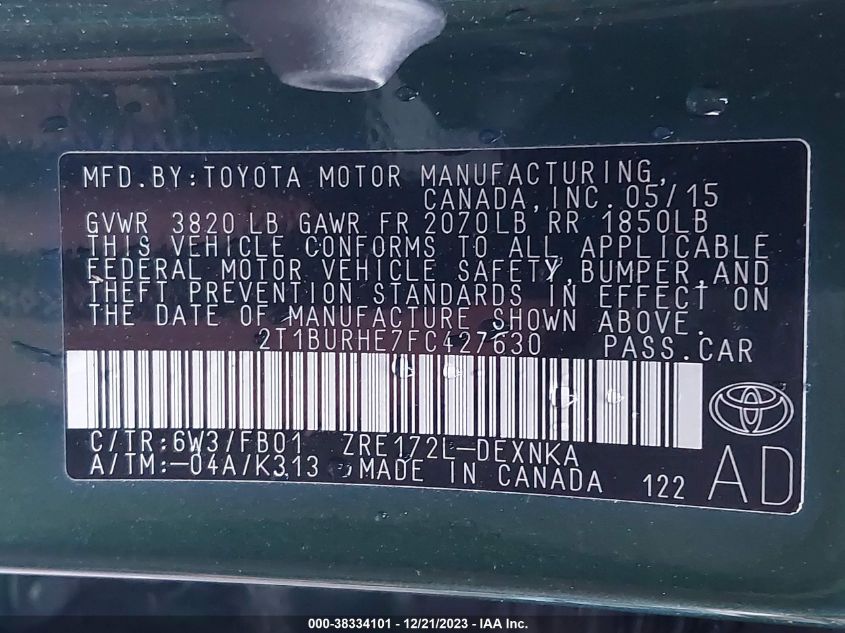 MFD.BY:TOYOTA MOTOR MANUFACTURING,
CANADA,INC. 05/15
GVWR 3820 LB GAWR FR 2070LB RR 1850LB
THIS VEHICLE CONFORMS TO ALL APPLICABLE
FEDERAL MOTOR VEHICLE SAFETY,BUMPER,AND
THEFT PREVENTION STANDARDS IN EFFECT ON
THE DATE OF MANUFACTURE SHOWN ABOVE.
2T1BURHE7FC427630 PASS.CAR
C/TR:6W3/FB01 ZRE172L-DEXNKA
A/TM:-04A/K313 MADE IN CANADA 122 AD
000-38334101 - 12/21/2023 - IAA Inc.